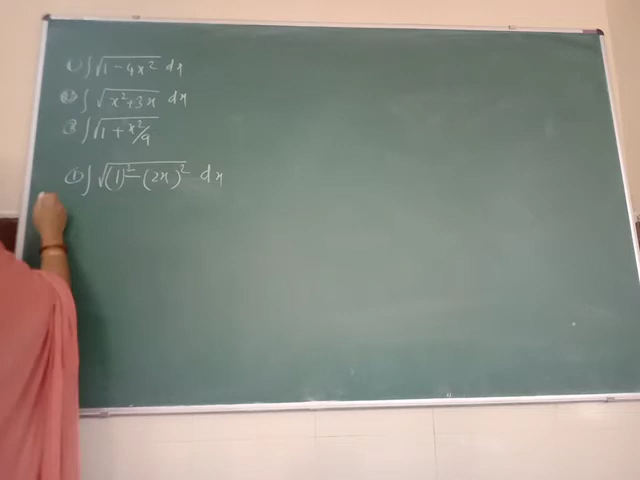 ① ∫ √(1 - 4x²) dx
② ∫ √(x² + 3x) dx
③ ∫ √(1 + x²/9)
① ∫ √((1)² - (2x)²) dx